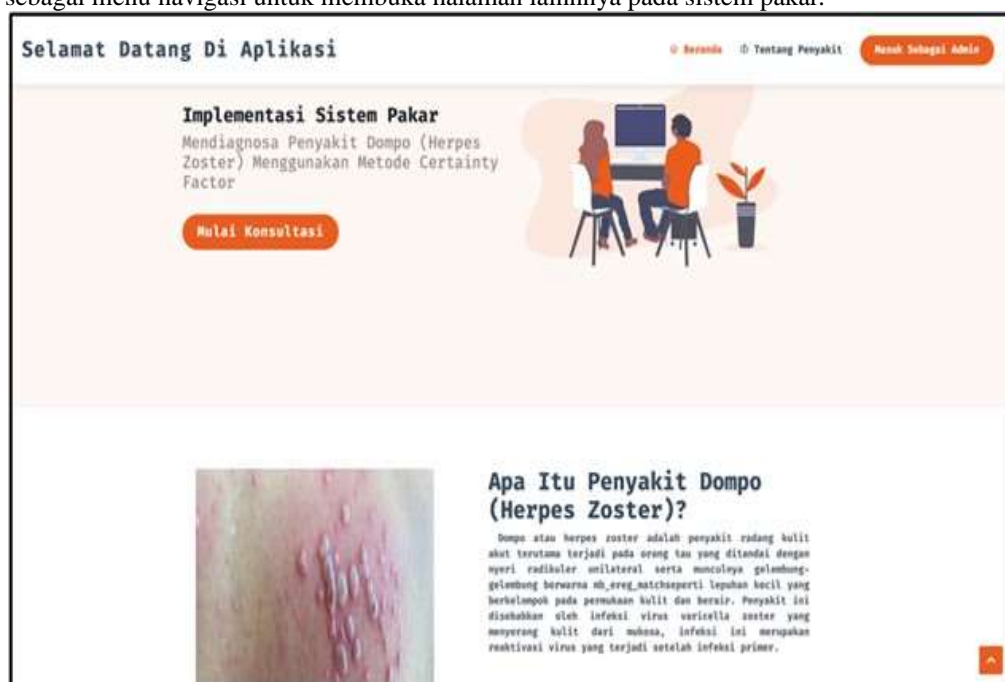 sebagai menu navigasi untuk membuka halaman lainnya pada sistem pakar.
Selamat Datang Di Aplikasi
Beranda
Tentang Penyakit
Masuk Sebagai Admin
Implementasi Sistem Pakar
Mendiagnosa Penyakit Dompo (Herpes
Zoster) Menggunakan Metode Certainty
Factor
Mulai Konsultasi
Apa Itu Penyakit Dompo
(Herpes Zoster)?
Dompo atau herpes zoster adalah penyakit radang kulit
akut terutama terjadi pada orang tau yang ditandai dengan
nyeri radikuler unilateral serta munculnya gelembung-
gelembung berwarna mb_ereg_matchseperti lepuhan kecil yang
berkelompok pada permukaan kulit dan berair. Penyakit ini
disebabkan oleh infeksi virus varicella zoster yang
menyerang kulit dari mukosa, infeksi ini merupakan
reaktivasi virus yang terjadi setelah infeksi primer.